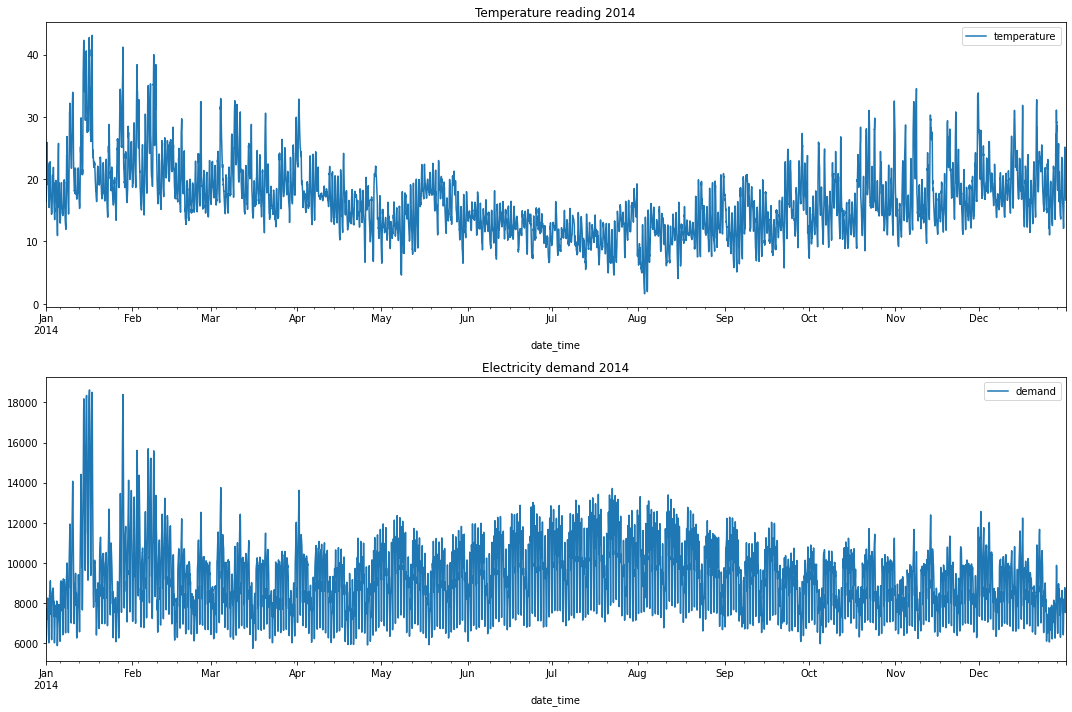 Temperature reading 2014
temperature
40
30
20
10
0
Jan Feb Mar Apr May Jun Jul Aug Sep Oct Nov Dec
2014
date_time
Electricity demand 2014
demand
18000
16000
14000
12000
10000
8000
6000
Jan Feb Mar Apr May Jun Jul Aug Sep Oct Nov Dec
2014
date_time